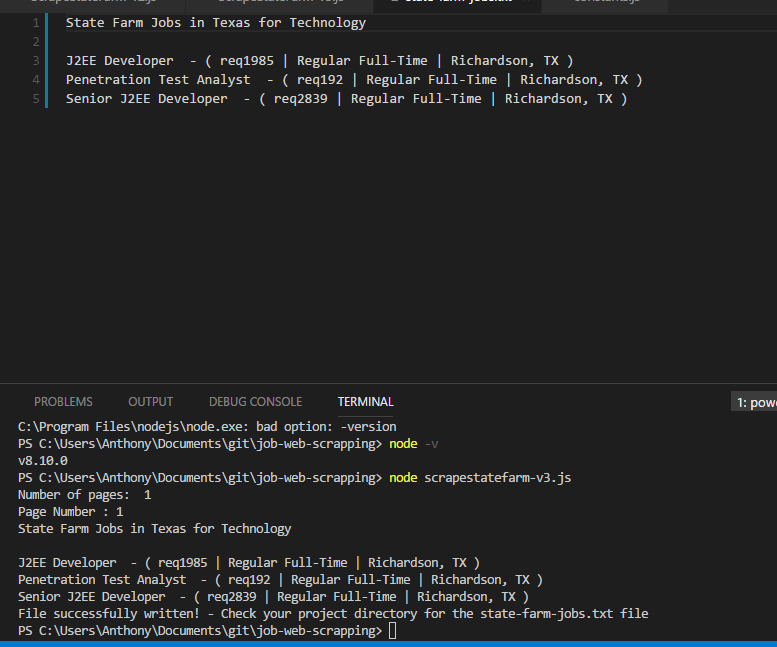 1 State Farm Jobs in Texas for Technology
2
3 J2EE Developer  - ( req1985 | Regular Full-Time | Richardson, TX )
4 Penetration Test Analyst  - ( req192 | Regular Full-Time | Richardson, TX )
5 Senior J2EE Developer  - ( req2839 | Regular Full-Time | Richardson, TX )
PROBLEMS OUTPUT DEBUG CONSOLE TERMINAL 1: pow
C:\Program Files\nodejs\node.exe: bad option: -version
PS C:\Users\Anthony\Documents\git\job-web-scrapping> node -v
v8.10.0
PS C:\Users\Anthony\Documents\git\job-web-scrapping> node scrapestatefarm-v3.js
Number of pages:  1
Page Number : 1
State Farm Jobs in Texas for Technology

J2EE Developer  - ( req1985 | Regular Full-Time | Richardson, TX )
Penetration Test Analyst  - ( req192 | Regular Full-Time | Richardson, TX )
Senior J2EE Developer  - ( req2839 | Regular Full-Time | Richardson, TX )
File successfully written! - Check your project directory for the state-farm-jobs.txt file
PS C:\Users\Anthony\Documents\git\job-web-scrapping>